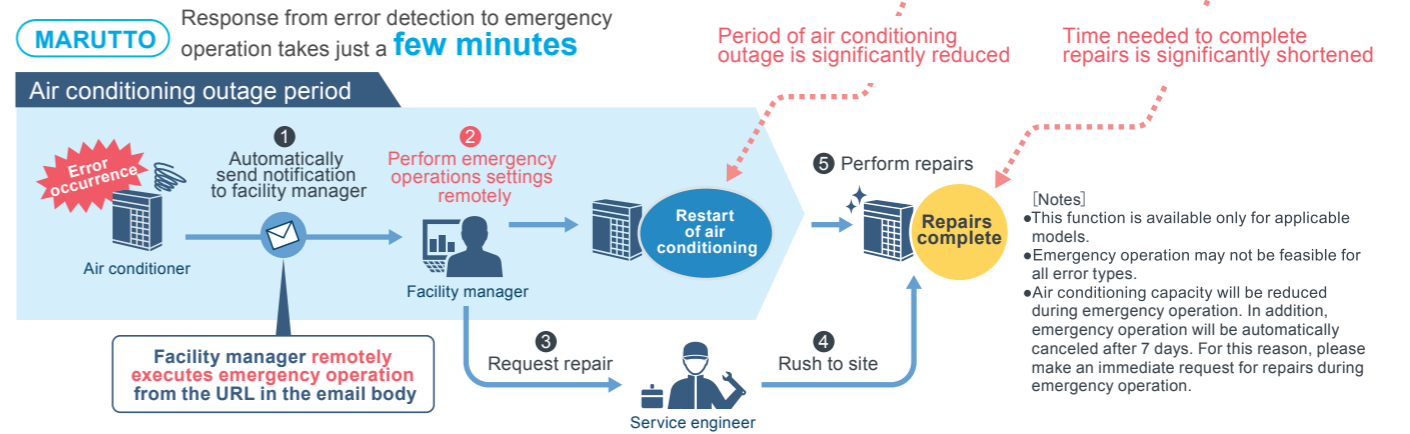 MARUTTO
Response from error detection to emergency
operation takes just a few minutes
Period of air conditioning
outage is significantly reduced
Time needed to complete
repairs is significantly shortened
Air conditioning outage period
Error
occurrence
Air conditioner
1
Automatically
send notification
to facility manager
2
Perform emergency
operations settings
remotely
Facility manager
Restart
of air
conditioning
5 Perform repairs
Repairs
complete
Facility manager remotely
executes emergency operation
from the URL in the email body
3
Request repair
Service engineer
4
Rush to site
[Notes]
●This function is available only for applicable
models.
●Emergency operation may not be feasible for
all error types.
●Air conditioning capacity will be reduced
during emergency operation. In addition,
emergency operation will be automatically
canceled after 7 days. For this reason, please
make an immediate request for repairs during
emergency operation.